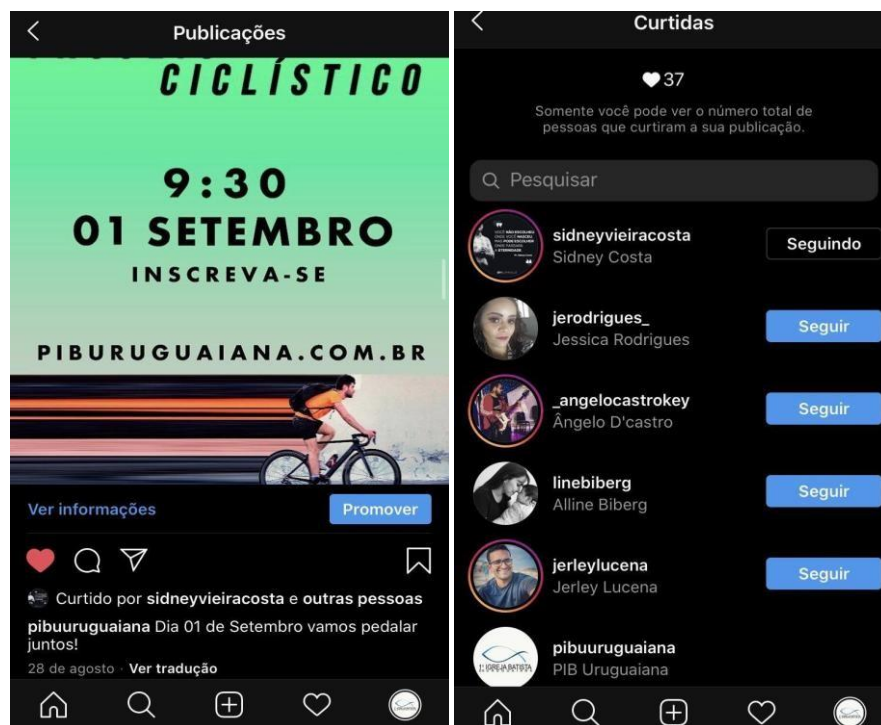 Publicações
CICLÍSTICO
9:30
01 SETEMBRO
INSCREVA-SE
PIBURUGUAIANA.COM.BR
Ver informações
Promover
Curtido por sidneyvieiracosta e outras pessoas
pibuuruguaiana Dia 01 de Setembro vamos pedalar
juntos!
28 de agosto · Ver tradução
Curtidas
37
Somente você pode ver o número total de
pessoas que curtiram a sua publicação.
Pesquisar
sidneyvieiracosta
Sidney Costa
Seguindo
jerodrigues_
Jessica Rodrigues
Seguir
_angelocastrokey
Ângelo D'castro
Seguir
linebiberg
Alline Biberg
Seguir
jerleylucena
Jerley Lucena
Seguir
pibuuruguaiana
PIB Uruguaiana